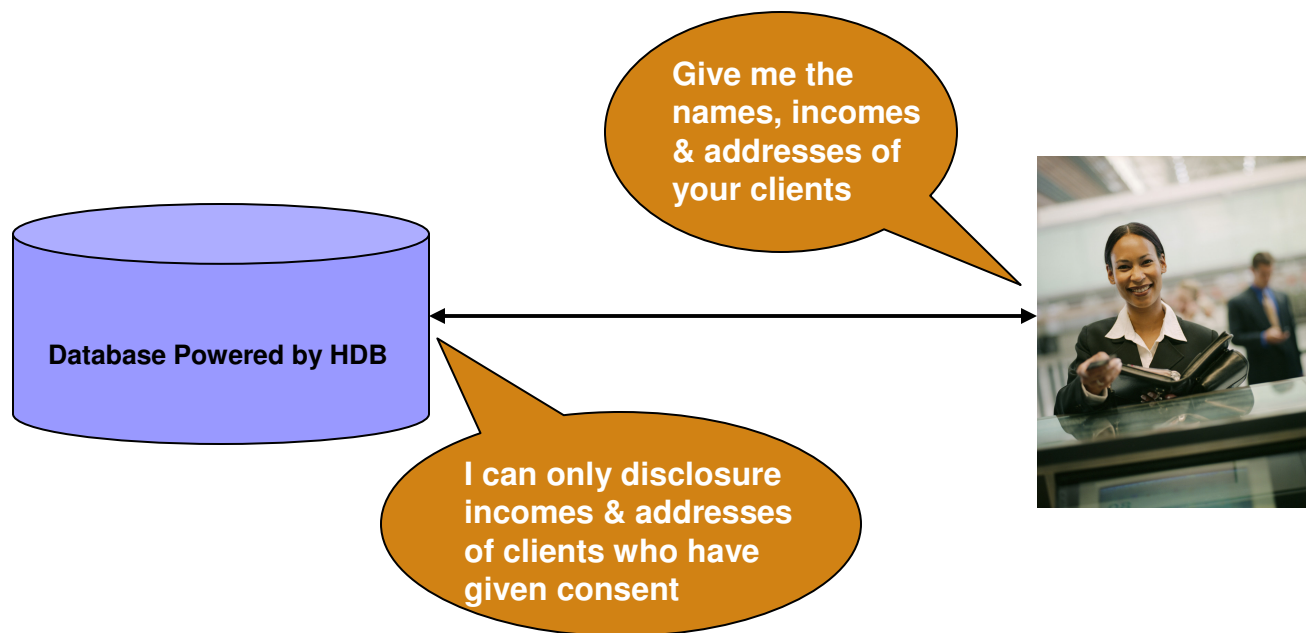 Give me the
names, incomes
& addresses of
your clients
Database Powered by HDB
I can only disclosure
incomes & addresses
of clients who have
given consent